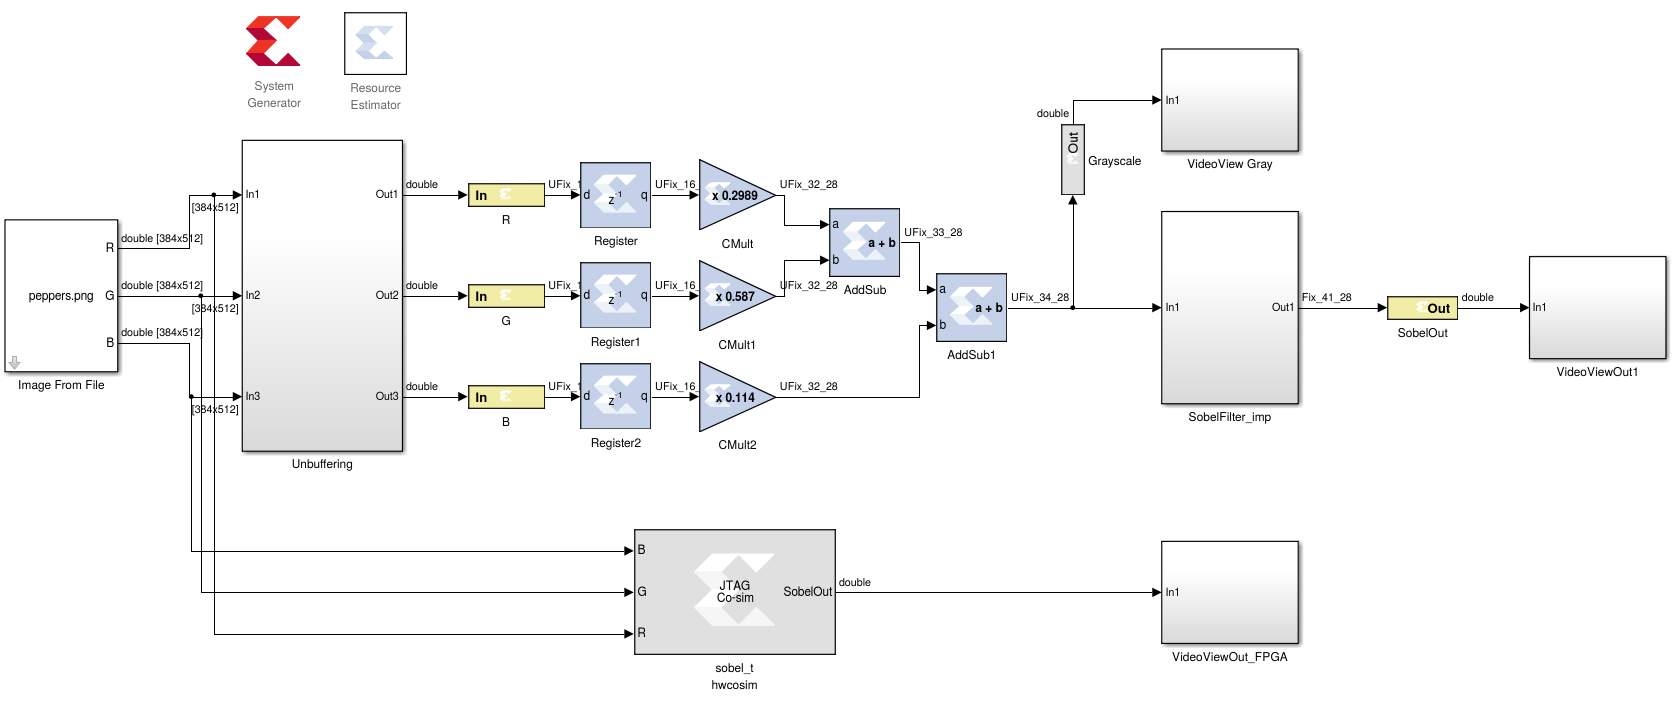 System
Generator
Resource
Estimator
peppers.png
R
G
B
Image From File
double [384x512]
double [384x512]
double [384x512]
[384x512]
[384x512]
[384x512]
In1
In2
In3
Out1
Out2
Out3
Unbuffering
double
double
double
In
R
In
G
In
B
UFix_1
UFix_1
UFix_1
d
z-1
q
Register
d
z-1
q
Register1
d
z-1
q
Register2
UFix_16_
UFix_16_
UFix_16_
x 0.2989
CMult
x 0.587
CMult1
x 0.114
CMult2
UFix_32_28
UFix_32_28
UFix_32_28
a
b
a + b
AddSub
UFix_33_28
a
b
a + b
AddSub1
UFix_34_28
Out
Grayscale
double
In1
VideoView Gray
In1
Out1
SobelFilter_imp
Fix_41_28
Out
SobelOut
double
In1
VideoViewOut1
B
G
R
JTAG
Co-sim
SobelOut
sobel_t
hwcosim
double
In1
VideoViewOut_FPGA